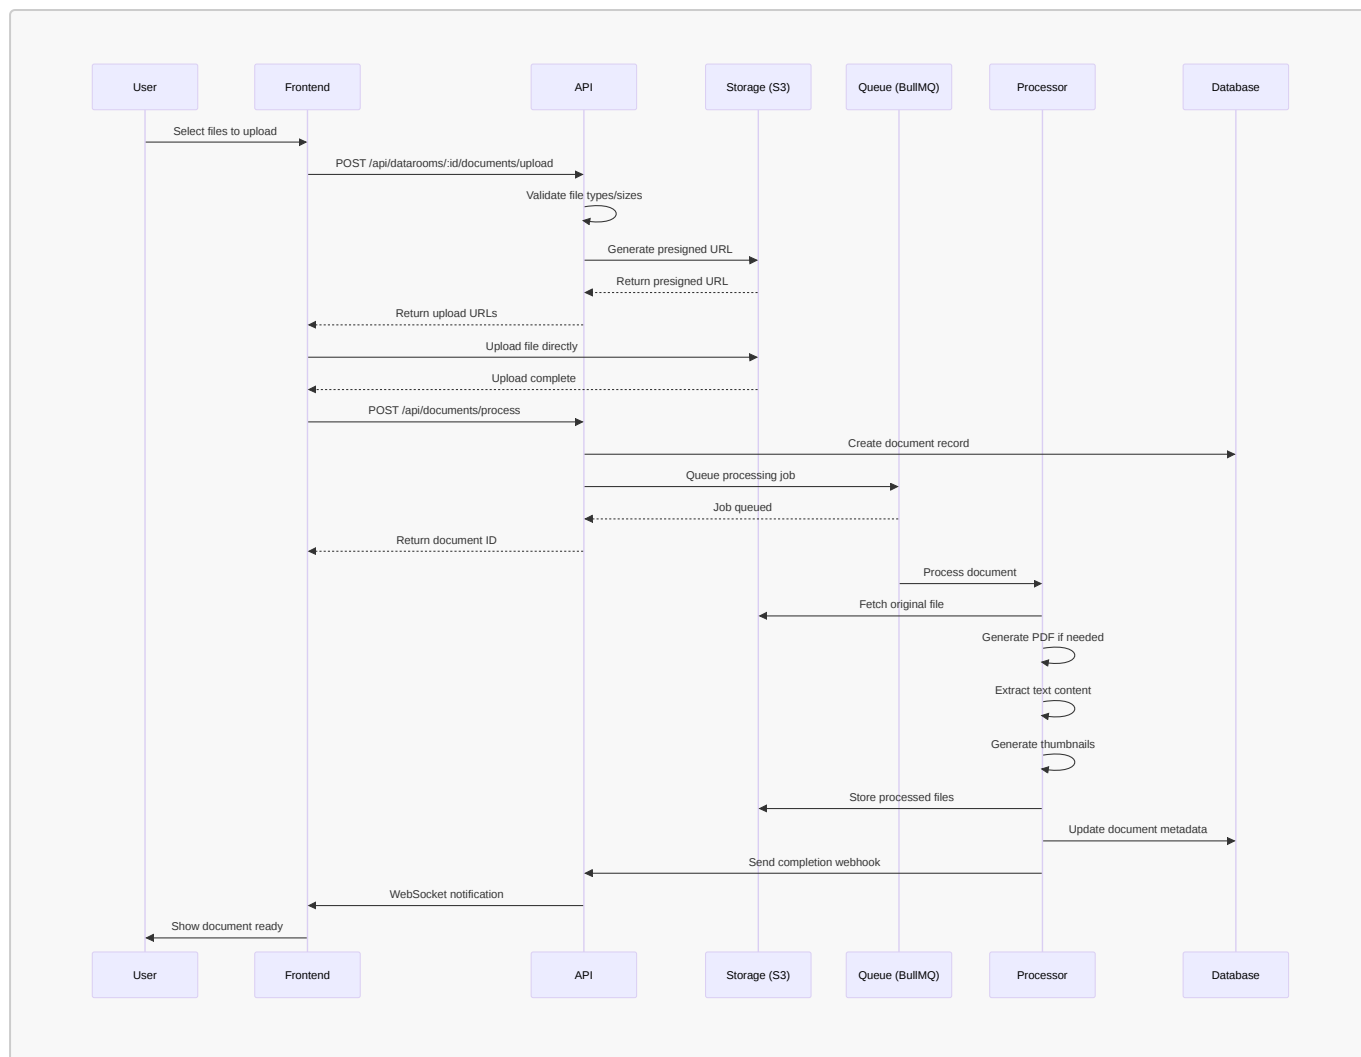 User
Frontend
API
Storage (S3)
Queue (BullMQ)
Processor
Database
Select files to upload
POST /api/datarooms/:id/documents/upload
Validate file types/sizes
Generate presigned URL
Return presigned URL
Return upload URLs
Upload file directly
Upload complete
POST /api/documents/process
Create document record
Queue processing job
Job queued
Return document ID
Process document
Fetch original file
Generate PDF if needed
Extract text content
Generate thumbnails
Store processed files
Update document metadata
Send completion webhook
WebSocket notification
Show document ready
User
Frontend
API
Storage (S3)
Queue (BullMQ)
Processor
Database